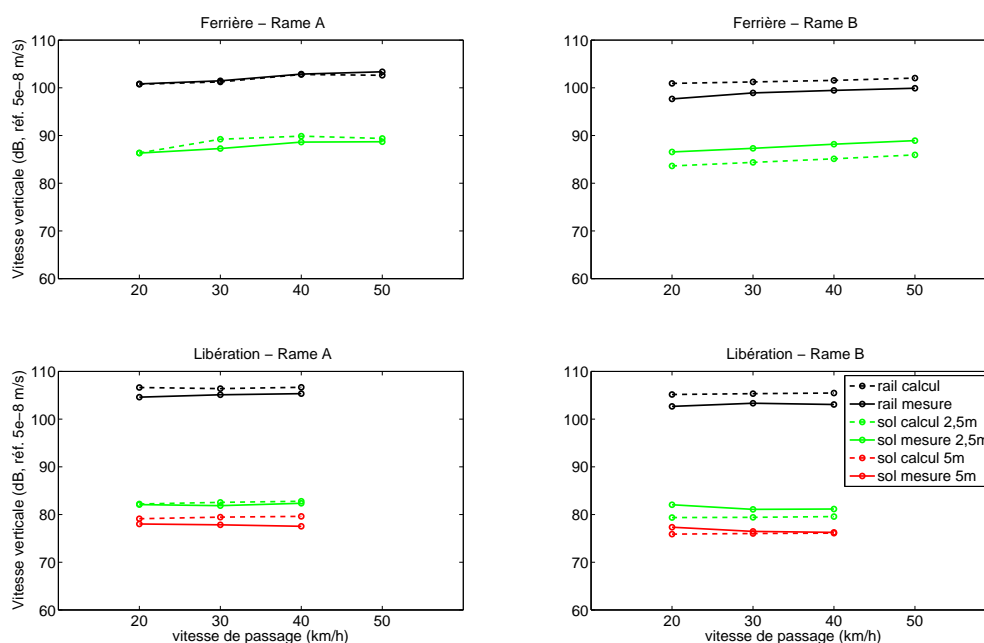 Ferrière – Rame A
Ferrière – Rame B
Vitesse verticale (dB, réf. 5e–8 m/s)
110
100
90
80
70
60
20 30 40 50
110
100
90
80
70
60
20 30 40 50
Libération – Rame A
Libération – Rame B
Vitesse verticale (dB, réf. 5e–8 m/s)
110
100
90
80
70
60
20 30 40 50
vitesse de passage (km/h)
110
100
90
80
70
60
20 30 40 50
vitesse de passage (km/h)
rail calcul
rail mesure
sol calcul 2,5m
sol mesure 2,5m
sol calcul 5m
sol mesure 5m